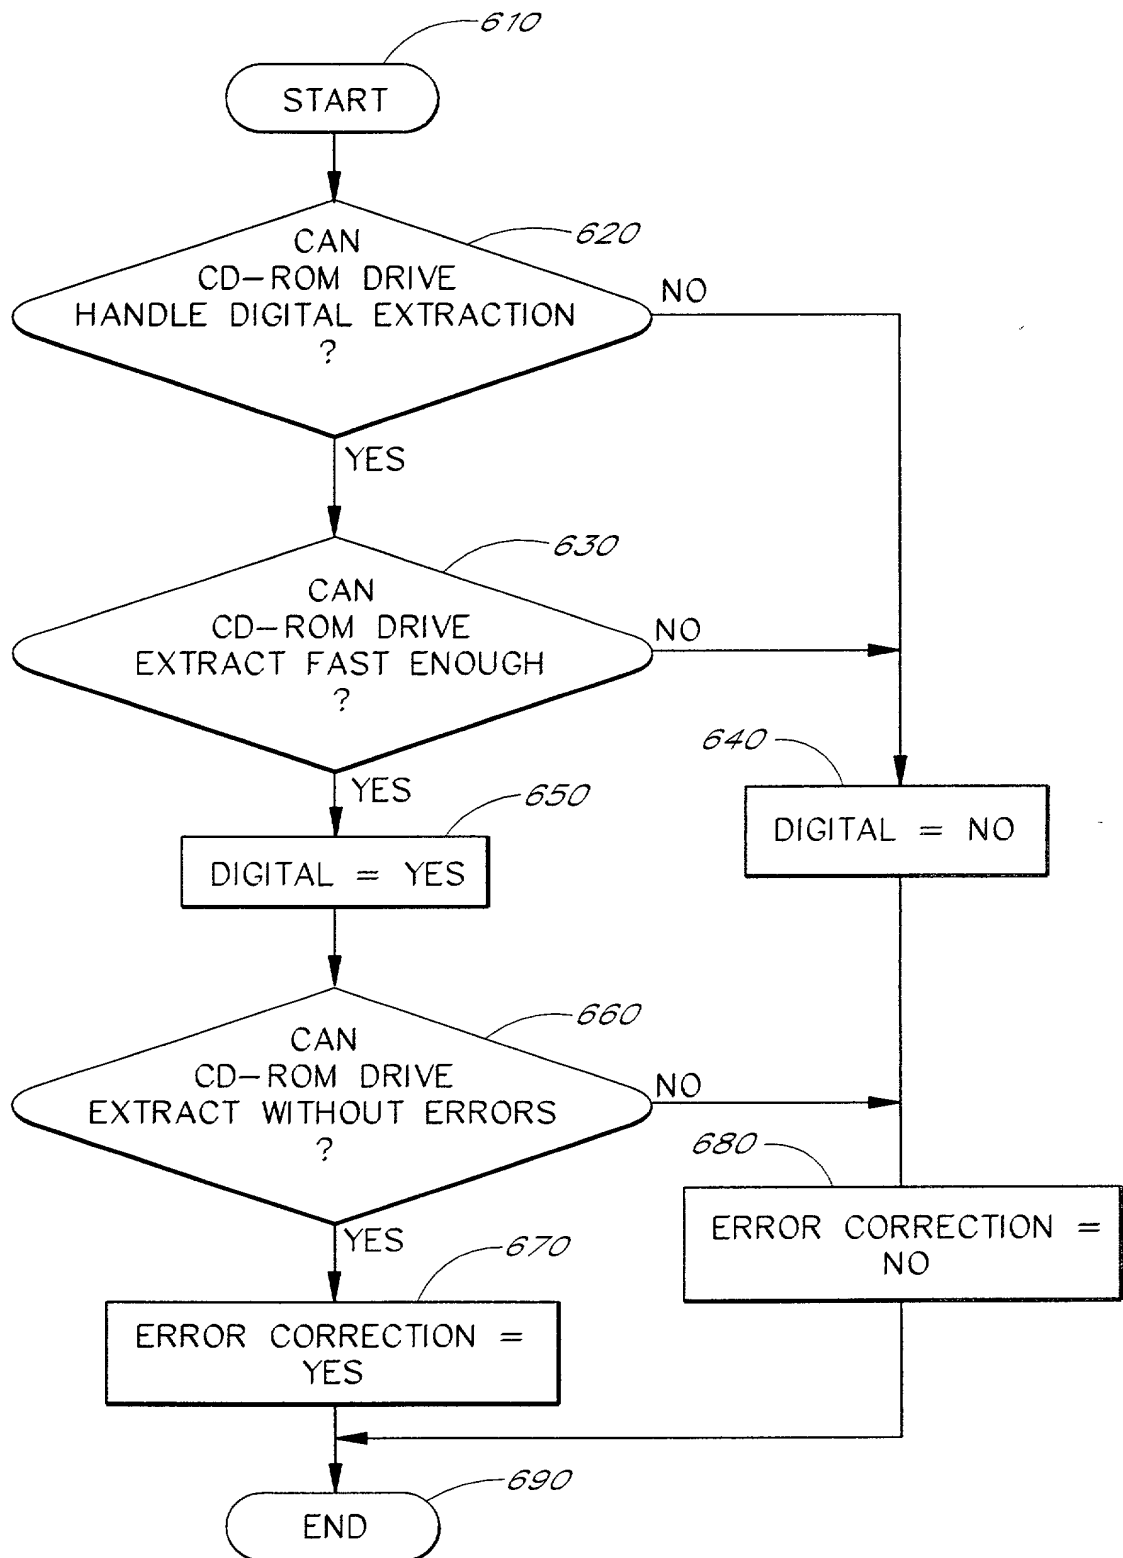 610
START
620
CAN
CD-ROM DRIVE
HANDLE DIGITAL EXTRACTION
?
NO
YES
630
CAN
CD-ROM DRIVE
EXTRACT FAST ENOUGH
?
NO
YES
640
DIGITAL = NO
650
DIGITAL = YES
660
CAN
CD-ROM DRIVE
EXTRACT WITHOUT ERRORS
?
NO
YES
680
ERROR CORRECTION =
NO
670
ERROR CORRECTION =
YES
690
END